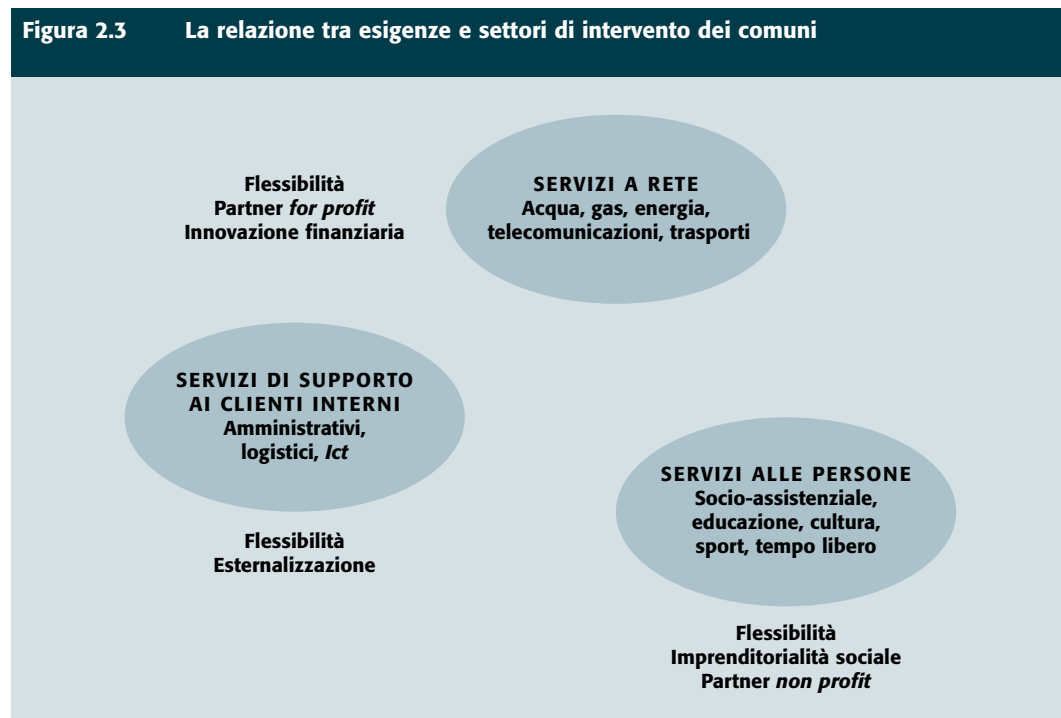 Figura 2.3 La relazione tra esigenze e settori di intervento dei comuni
Flessibilità
Partner for profit
Innovazione finanziaria
SERVIZI A RETE
Acqua, gas, energia,
telecomunicazioni, trasporti
SERVIZI DI SUPPORTO
AI CLIENTI INTERNI
Amministrativi,
logistici, Ict
Flessibilità
Esternalizzazione
SERVIZI ALLE PERSONE
Socio-assistenziale,
educazione, cultura,
sport, tempo libero
Flessibilità
Imprenditorialità sociale
Partner non profit